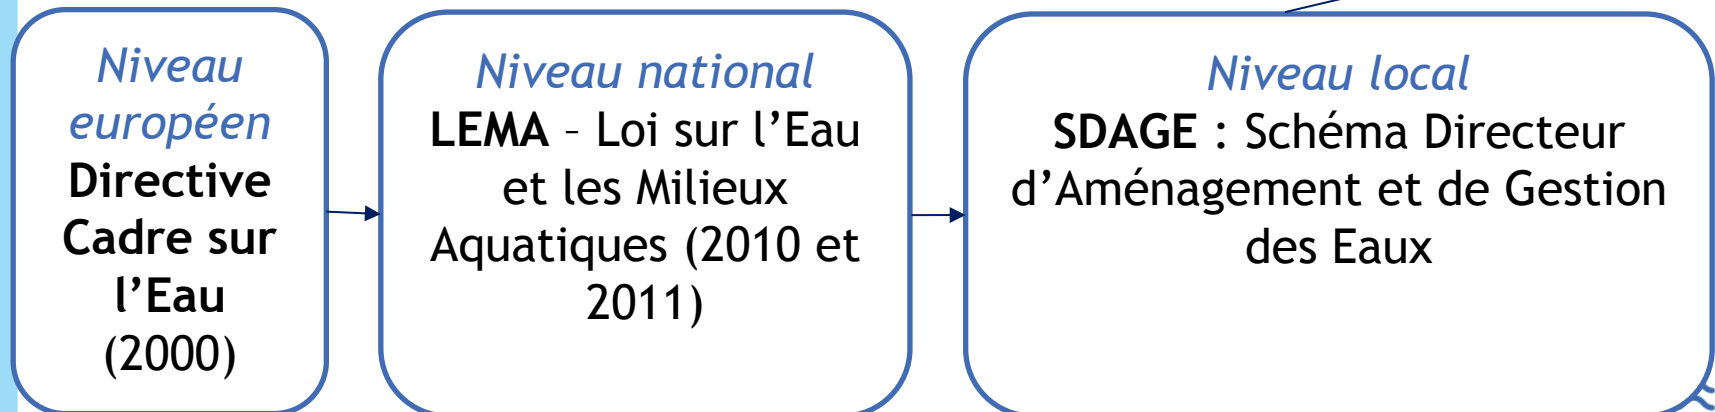 Niveau
européen
Directive
Cadre sur
l’Eau
(2000)
Niveau national
LEMA – Loi sur l’Eau
et les Milieux
Aquatiques (2010 et
2011)
Niveau local
SDAGE : Schéma Directeur
d’Aménagement et de Gestion
des Eaux